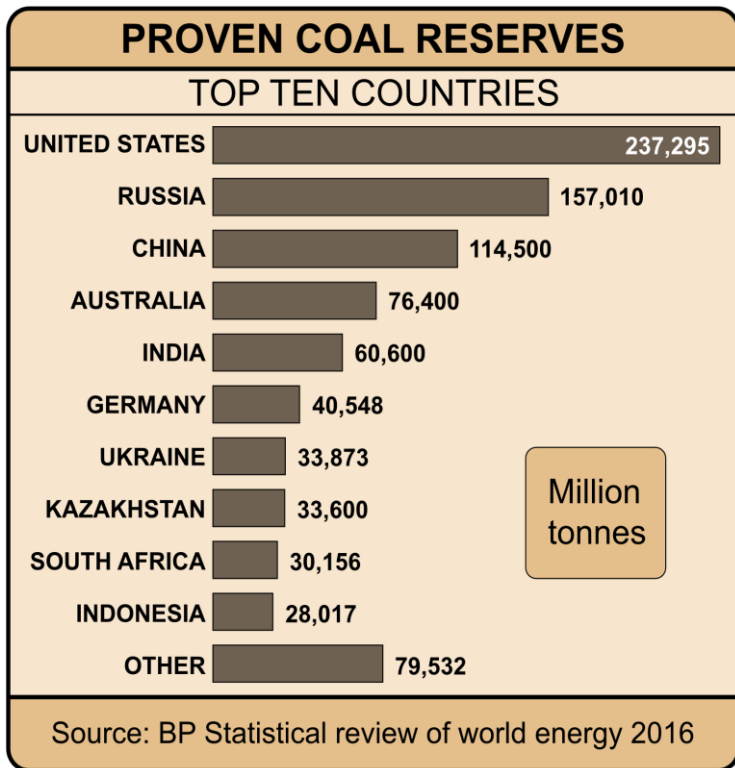 PROVEN COAL RESERVES
TOP TEN COUNTRIES
UNITED STATES 237,295
RUSSIA 157,010
CHINA 114,500
AUSTRALIA 76,400
INDIA 60,600
GERMANY 40,548
UKRAINE 33,873
KAZAKHSTAN 33,600
SOUTH AFRICA 30,156
INDONESIA 28,017
OTHER 79,532
Million
tonnes
Source: BP Statistical review of world energy 2016